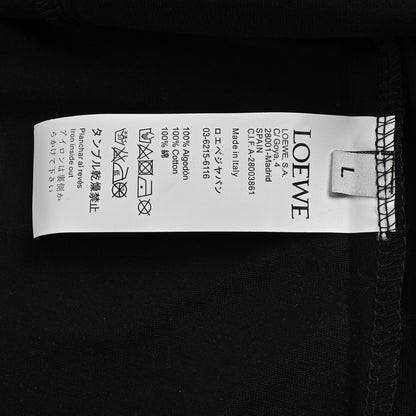 L
LOEWE
LOEWE, S.A.
C/ Goya, 4
28001-Madrid
SPAIN
C.I.F.A-28003861
Made in Italy
ロエベジャパン
03-6215-6116
100% Algodón
100% Cotton
100% 綿
タンブル乾燥禁止
Planchar al revés
Iron inside out
アイロンは裏側か
らかけて下さい